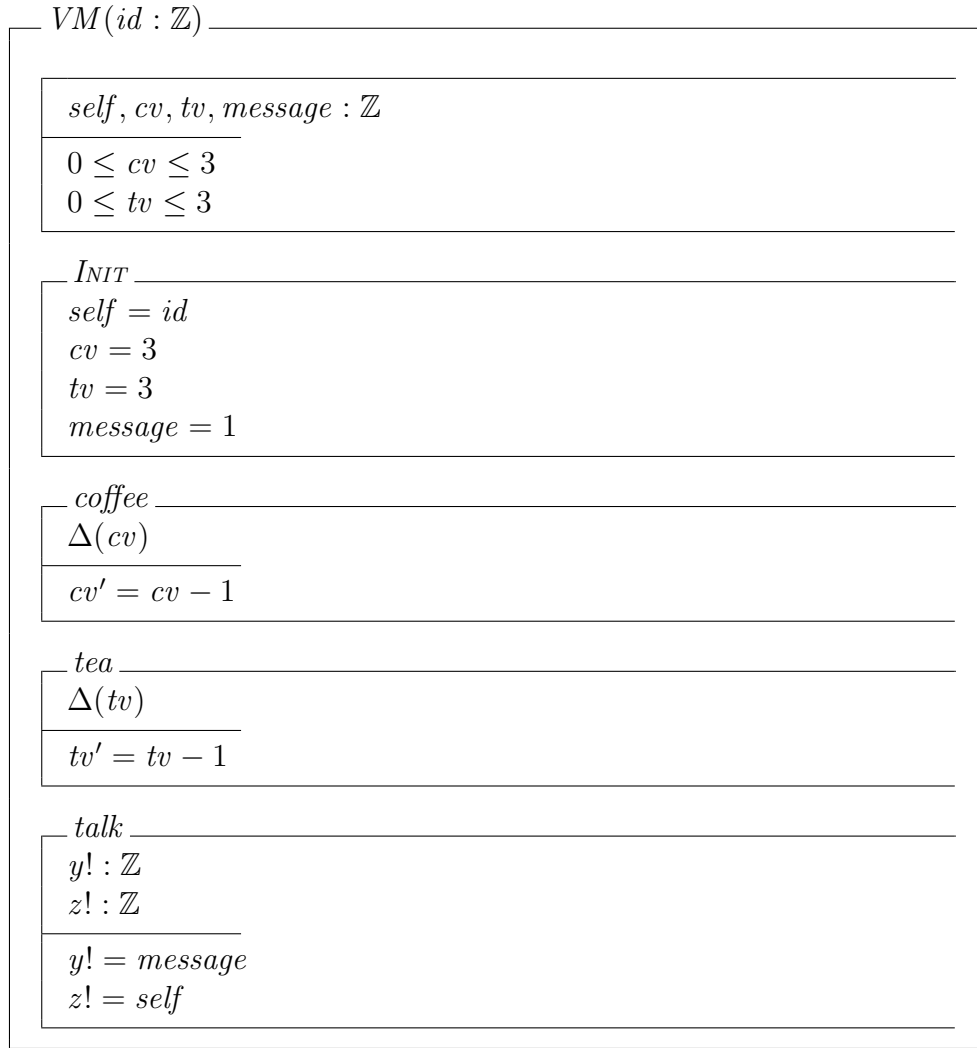 VM(id : ℤ)
self, cv, tv, message : ℤ
0 ≤ cv ≤ 3
0 ≤ tv ≤ 3
INIT
self = id
cv = 3
tv = 3
message = 1
coffee
Δ(cv)
cv′ = cv − 1
tea
Δ(tv)
tv′ = tv − 1
talk
y! : ℤ
z! : ℤ
y! = message
z! = self